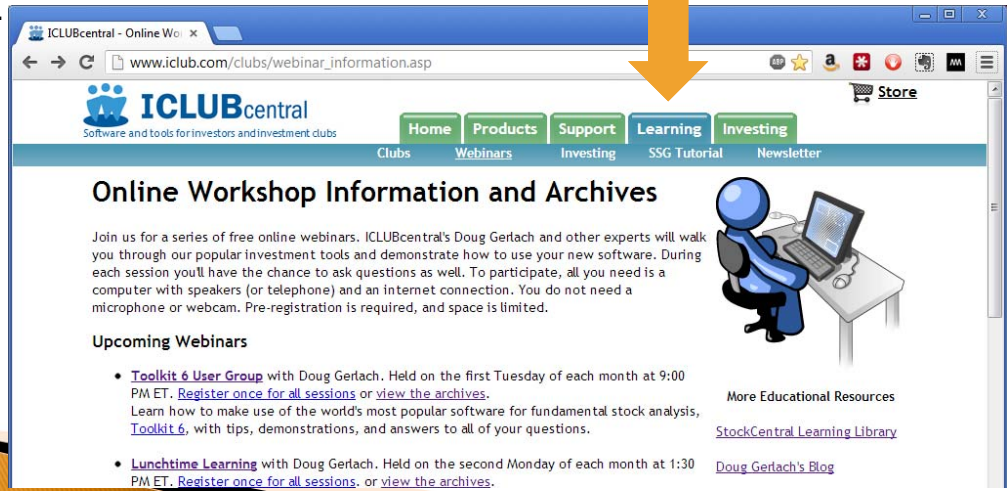 ICLUBcentral - Online Wo
www.iclub.com/clubs/webinar_information.asp
ABP
a
Store
ICLUBcentral
Software and tools for investors and investment clubs
Home Products Support Learning Investing
Clubs Webinars Investing SSG Tutorial Newsletter
Online Workshop Information and Archives
Join us for a series of free online webinars. ICLUBcentral's Doug Gerlach and other experts will walk
you through our popular investment tools and demonstrate how to use your new software. During
each session you'll have the chance to ask questions as well. To participate, all you need is a
computer with speakers (or telephone) and an internet connection. You do not need a
microphone or webcam. Pre-registration is required, and space is limited.
Upcoming Webinars
• Toolkit 6 User Group with Doug Gerlach. Held on the first Tuesday of each month at 9:00
PM ET. Register once for all sessions or view the archives.
Learn how to make use of the world's most popular software for fundamental stock analysis,
Toolkit 6, with tips, demonstrations, and answers to all of your questions.
• Lunchtime Learning with Doug Gerlach. Held on the second Monday of each month at 1:30
PM ET. Register once for all sessions. or view the archives.
More Educational Resources
StockCentral Learning Library
Doug Gerlach's Blog